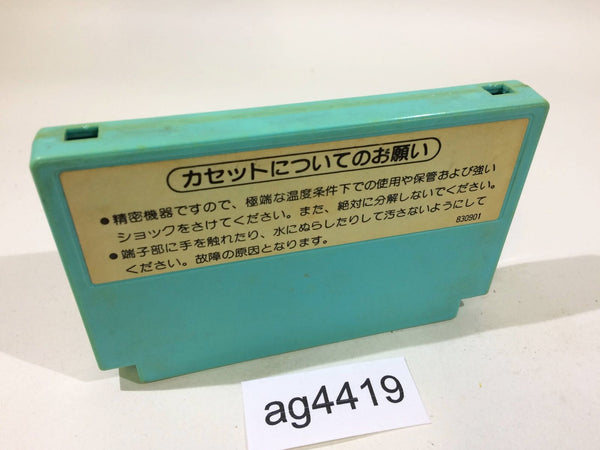 カセットについてのお願い
●精密機器ですので、極端な温度条件下での使用や保管および強い
ショックをさけてください。また、絶対に分解しないでください。
●端子部に手を触れたり、水にぬらしたりして汚さないようにして
ください。故障の原因となります。
830901
ag4419